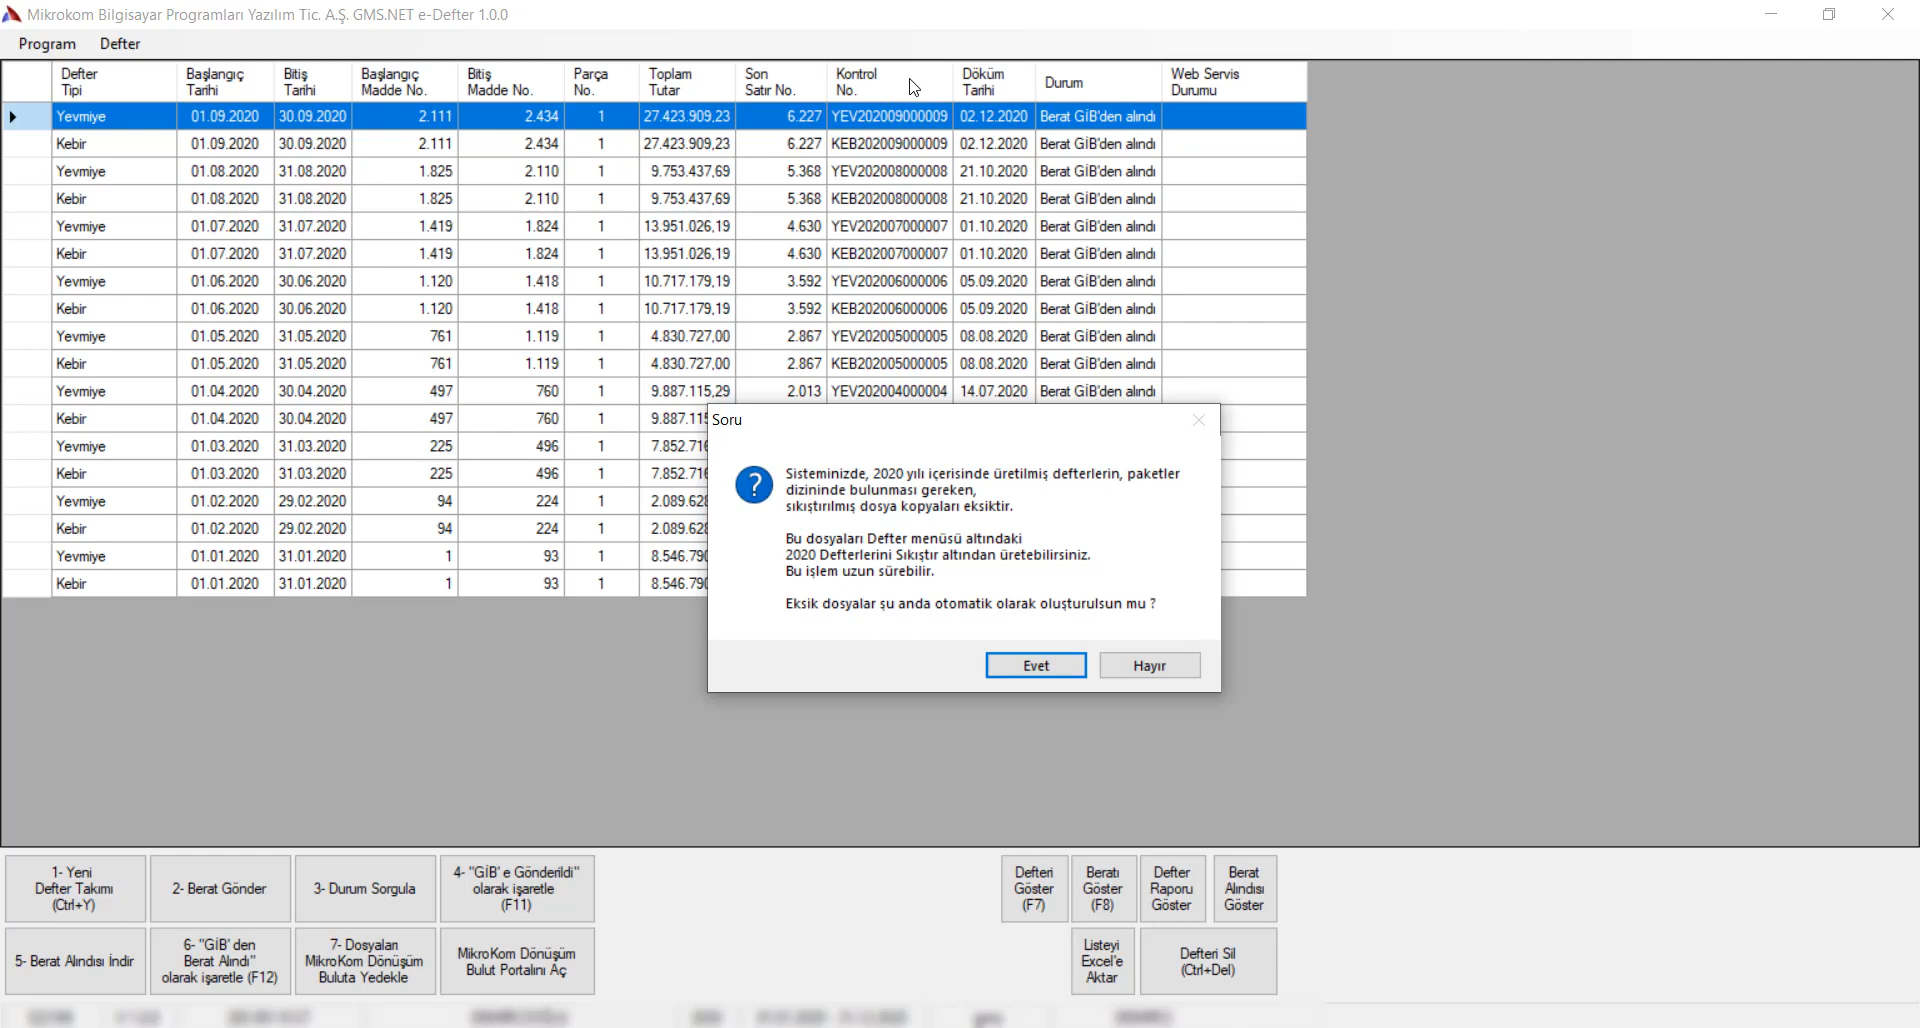 Mikrokom Bilgisayar Programları Yazılım Tic. A.Ş. GMS.NET e-Defter 1.0.0
Program Defter
Defter Tipi Başlangıç Tarihi Bitiş Tarihi Başlangıç Madde No. Bitiş Madde No. Parça No. Toplam Tutar Son Satır No. Kontrol No. Döküm Tarihi Durum Web Servis Durumu
Yevmiye 01.09.2020 30.09.2020 2.111 2.434 1 27.423.909,23 6.227 YEV202009000009 02.12.2020 Berat GİB'den alındı
Kebir 01.09.2020 30.09.2020 2.111 2.434 1 27.423.909,23 6.227 KEB202009000009 02.12.2020 Berat GİB'den alındı
Yevmiye 01.08.2020 31.08.2020 1.825 2.110 1 9.753.437,69 5.368 YEV202008000008 21.10.2020 Berat GİB'den alındı
Kebir 01.08.2020 31.08.2020 1.825 2.110 1 9.753.437,69 5.368 KEB202008000008 21.10.2020 Berat GİB'den alındı
Yevmiye 01.07.2020 31.07.2020 1.419 1.824 1 13.951.026,19 4.630 YEV202007000007 01.10.2020 Berat GİB'den alındı
Kebir 01.07.2020 31.07.2020 1.419 1.824 1 13.951.026,19 4.630 KEB202007000007 01.10.2020 Berat GİB'den alındı
Yevmiye 01.06.2020 30.06.2020 1.120 1.418 1 10.717.179,19 3.592 YEV202006000006 05.09.2020 Berat GİB'den alındı
Kebir 01.06.2020 30.06.2020 1.120 1.418 1 10.717.179,19 3.592 KEB202006000006 05.09.2020 Berat GİB'den alındı
Yevmiye 01.05.2020 31.05.2020 761 1.119 1 4.830.727,00 2.867 YEV202005000005 08.08.2020 Berat GİB'den alındı
Kebir 01.05.2020 31.05.2020 761 1.119 1 4.830.727,00 2.867 KEB202005000005 08.08.2020 Berat GİB'den alındı
Yevmiye 01.04.2020 30.04.2020 497 760 1 9.887.115,29 2.013 YEV202004000004 14.07.2020 Berat GİB'den alındı
Kebir 01.04.2020 30.04.2020 497 760 1 9.887.115
Yevmiye 01.03.2020 31.03.2020 225 496 1 7.852.716
Kebir 01.03.2020 31.03.2020 225 496 1 7.852.716
Yevmiye 01.02.2020 29.02.2020 94 224 1 2.089.628
Kebir 01.02.2020 29.02.2020 94 224 1 2.089.628
Yevmiye 01.01.2020 31.01.2020 1 93 1 8.546.790
Kebir 01.01.2020 31.01.2020 1 93 1 8.546.790
Soru
Sisteminizde, 2020 yılı içerisinde üretilmiş defterlerin, paketler
dizininde bulunması gereken,
sıkıştırılmış dosya kopyaları eksiktir.
Bu dosyaları Defter menüsü altındaki
2020 Defterlerini Sıkıştır altından üretebilirsiniz.
Bu işlem uzun sürebilir.
Eksik dosyalar şu anda otomatik olarak oluşturulsun mu ?
Evet Hayır
1- Yeni
Defter Takımı
(Ctrl+Y)
2- Berat Gönder
3- Durum Sorgula
4- "GİB' e Gönderildi"
olarak işaretle
(F11)
Defteri
Göster
(F7)
Beratı
Göster
(F8)
Defter
Raporu
Göster
Berat
Alındısı
Göster
5- Berat Alındısı İndir
6- "GİB' den
Berat Alındı"
olarak işaretle (F12)
7- Dosyaları
MikroKom Dönüşüm
Buluta Yedekle
MikroKom Dönüşüm
Bulut Portalını Aç
Listeyi
Excel'e
Aktar
Defteri Sil
(Ctrl+Del)